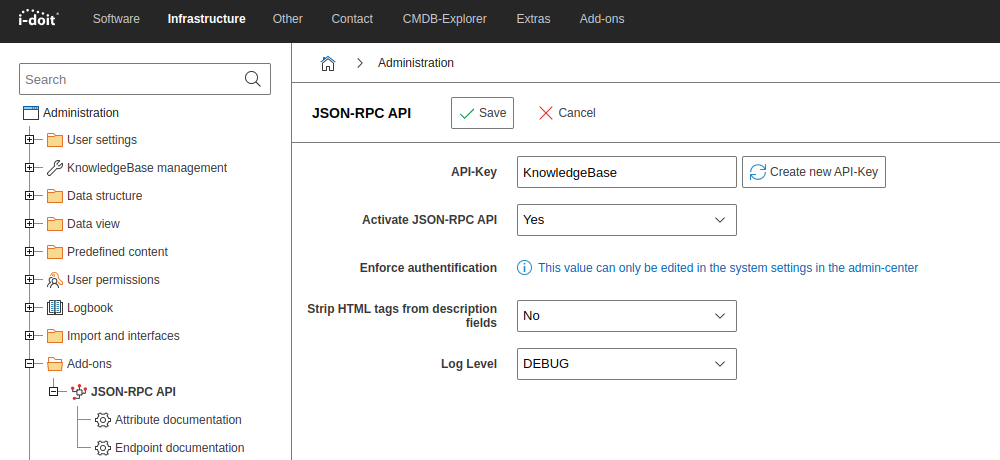 i-doit Software Infrastructure Other Contact CMDB-Explorer Extras Add-ons
Search
Administration
User settings
KnowledgeBase management
Data structure
Data view
Predefined content
User permissions
Logbook
Import and interfaces
Add-ons
JSON-RPC API
Attribute documentation
Endpoint documentation
Administration
JSON-RPC API Save Cancel
API-Key KnowledgeBase Create new API-Key
Activate JSON-RPC API Yes
Enforce authentification This value can only be edited in the system settings in the admin-center
Strip HTML tags from description
fields No
Log Level DEBUG